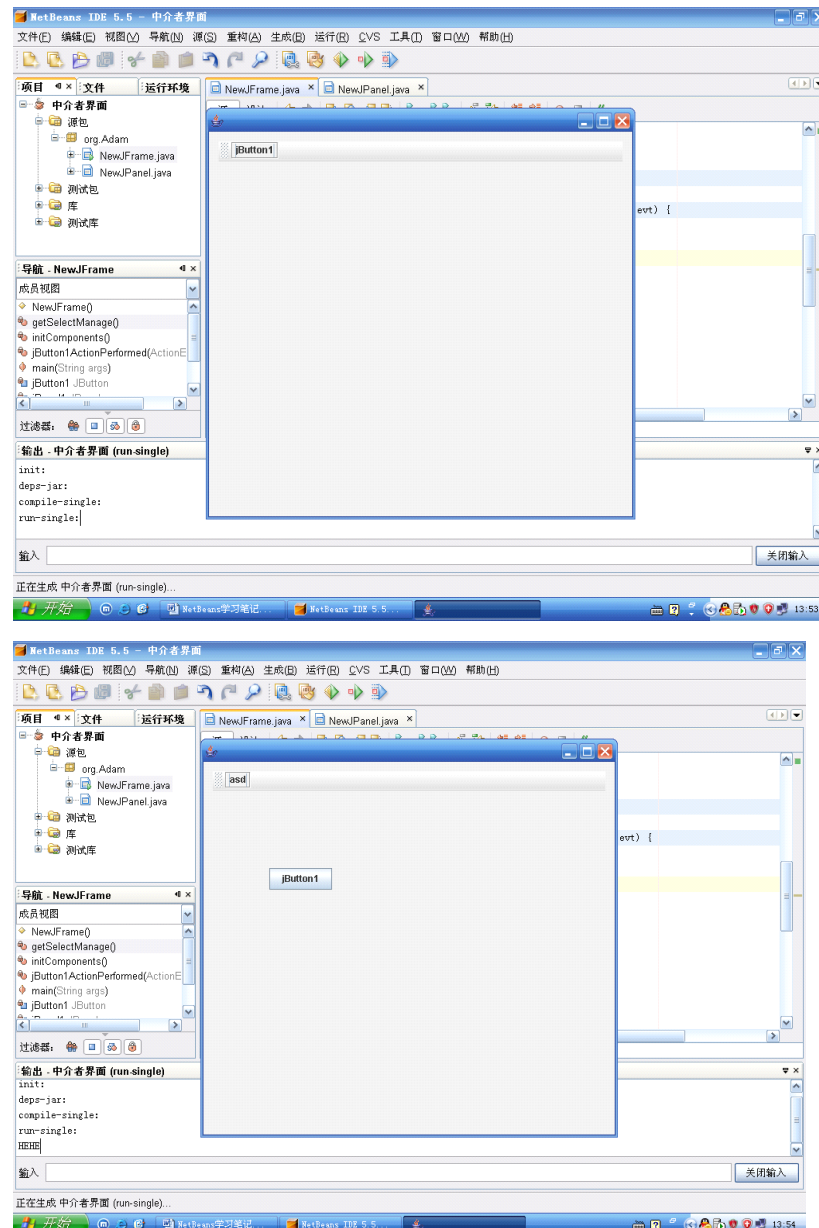 NetBeans IDE 5.5 - 中介者界面
文件(F) 编辑(E) 视图(V) 导航(N) 源(S) 重构(A) 生成(B) 运行(R) CVS 工具(T) 窗口(W) 帮助(H)
项目 文件 运行环境 NewJFrame.java NewJPanel.java
中介者界面
源包
org.Adam
jButton1
NewJFrame.java
NewJPanel.java
测试包
库
evt) {
测试库
导航 - NewJFrame
成员视图
NewJFrame()
getSelectManage()
initComponents()
jButton1ActionPerformed(ActionE
main(String args)
jButton1 JButton
过滤器:
输出 - 中介者界面 (run-single)
init:
deps-jar:
compile-single:
run-single:
输入 关闭输入
正在生成 中介者界面 (run-single)...
开始 NetBeans学习笔记... NetBeans IDE 5.5... 13:53
NetBeans IDE 5.5 - 中介者界面
文件(F) 编辑(E) 视图(V) 导航(N) 源(S) 重构(A) 生成(B) 运行(R) CVS 工具(T) 窗口(W) 帮助(H)
项目 文件 运行环境 NewJFrame.java NewJPanel.java
中介者界面
源包
org.Adam
asd
NewJFrame.java
NewJPanel.java
测试包
库
evt) {
测试库
jButton1
导航 - NewJFrame
成员视图
NewJFrame()
getSelectManage()
initComponents()
jButton1ActionPerformed(ActionE
main(String args)
jButton1 JButton
过滤器:
输出 - 中介者界面 (run-single)
init:
deps-jar:
compile-single:
run-single:
HEHE
输入 关闭输入
正在生成 中介者界面 (run-single)...
开始 NetBeans学习笔记... NetBeans IDE 5.5... 13:54